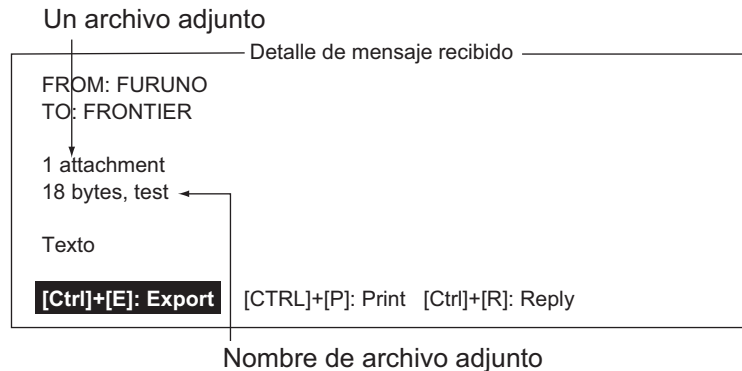 Un archivo adjunto
Detalle de mensaje recibido
FROM: FURUNO
TO: FRONTIER
1 attachment
18 bytes, test
Texto
[Ctrl]+[E]: Export [CTRL]+[P]: Print [Ctrl]+[R]: Reply
Nombre de archivo adjunto